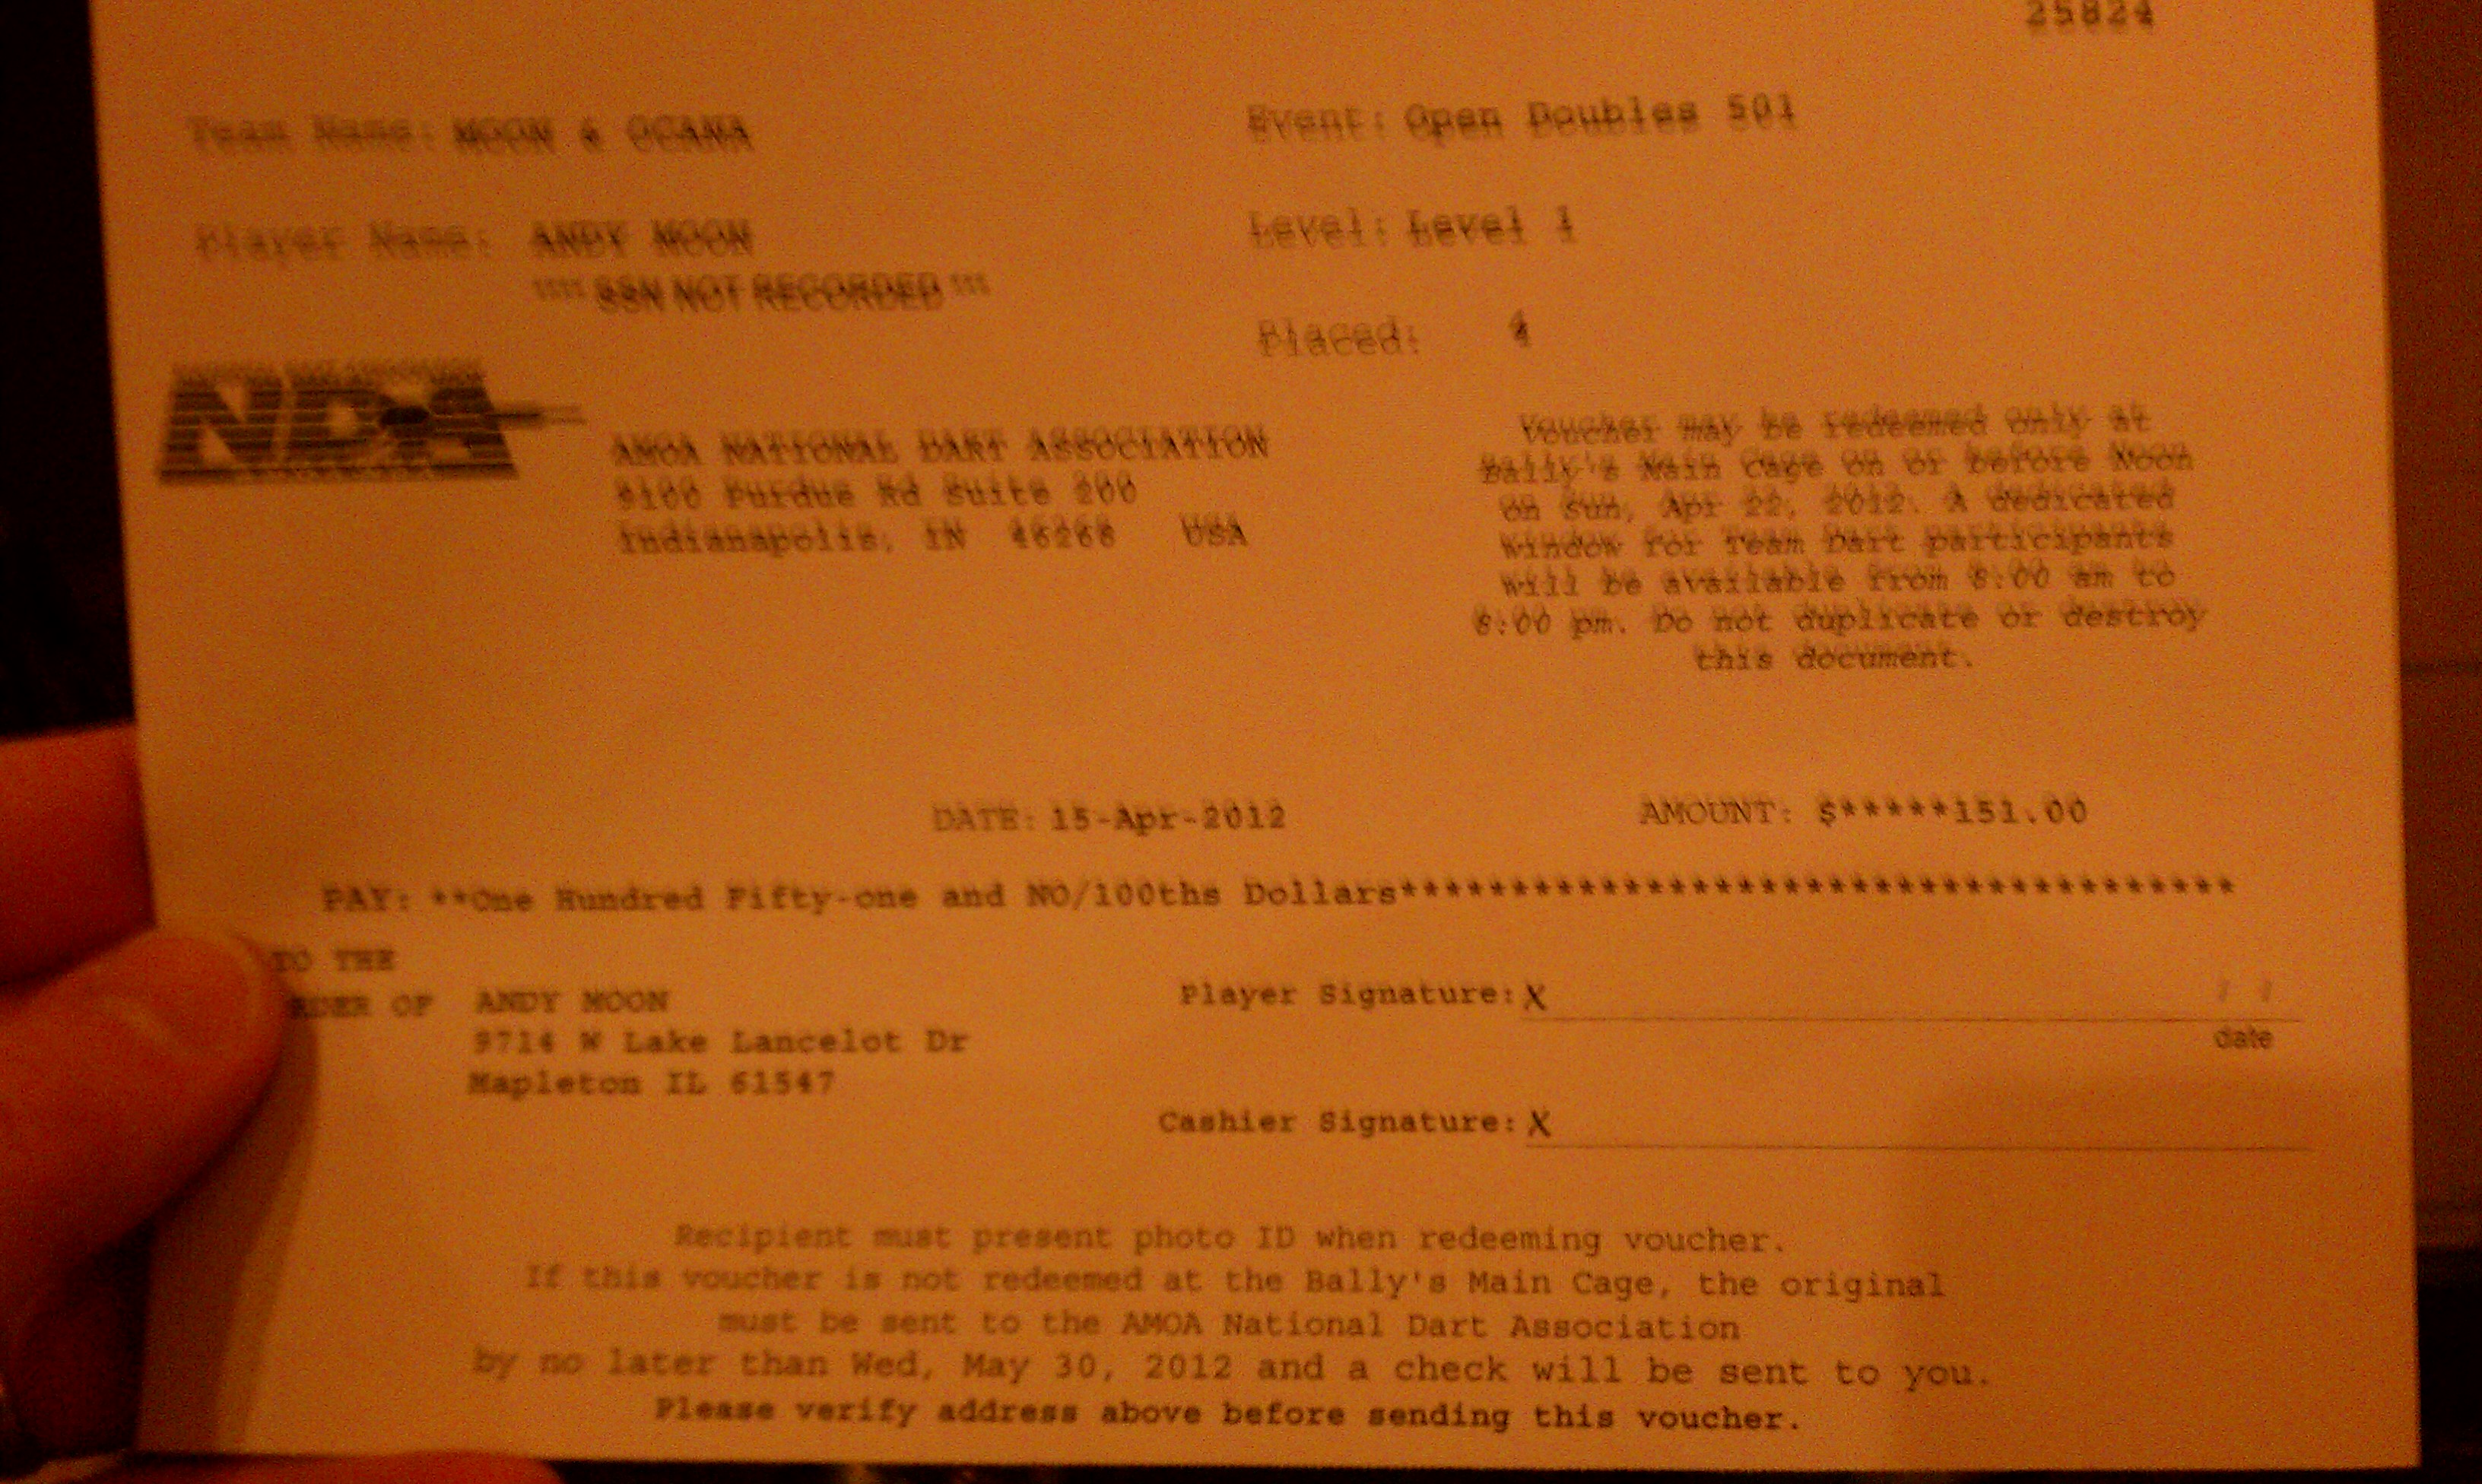 25824
Team Name: MOON & OCANA
Event: Open Doubles 501
Player Name: ANDY MOON
Level: Level 1
!!!! SSN NOT RECORDED !!!
Placed: 4
NDA
AMOA NATIONAL DART ASSOCIATION
9100 Purdue Rd Suite 200
Indianapolis, IN 46268 USA
Voucher may be redeemed only at
Bally's Main Cage on or before Noon
on Sun, Apr 22, 2012. A dedicated
window for Team Dart participants
will be available from 8:00 am to
8:00 pm. Do not duplicate or destroy
this document.
DATE: 15-Apr-2012
AMOUNT: $*****151.00
PAY: **One Hundred Fifty-one and NO/100ths Dollars**************************************
TO THE
RDER OF ANDY MOON
9714 W Lake Lancelot Dr
Mapleton IL 61547
Player Signature: X
/ /
date
Cashier Signature: X
Recipient must present photo ID when redeeming voucher.
If this voucher is not redeemed at the Bally's Main Cage, the original
must be sent to the AMOA National Dart Association
by no later than Wed, May 30, 2012 and a check will be sent to you.
Please verify address above before sending this voucher.